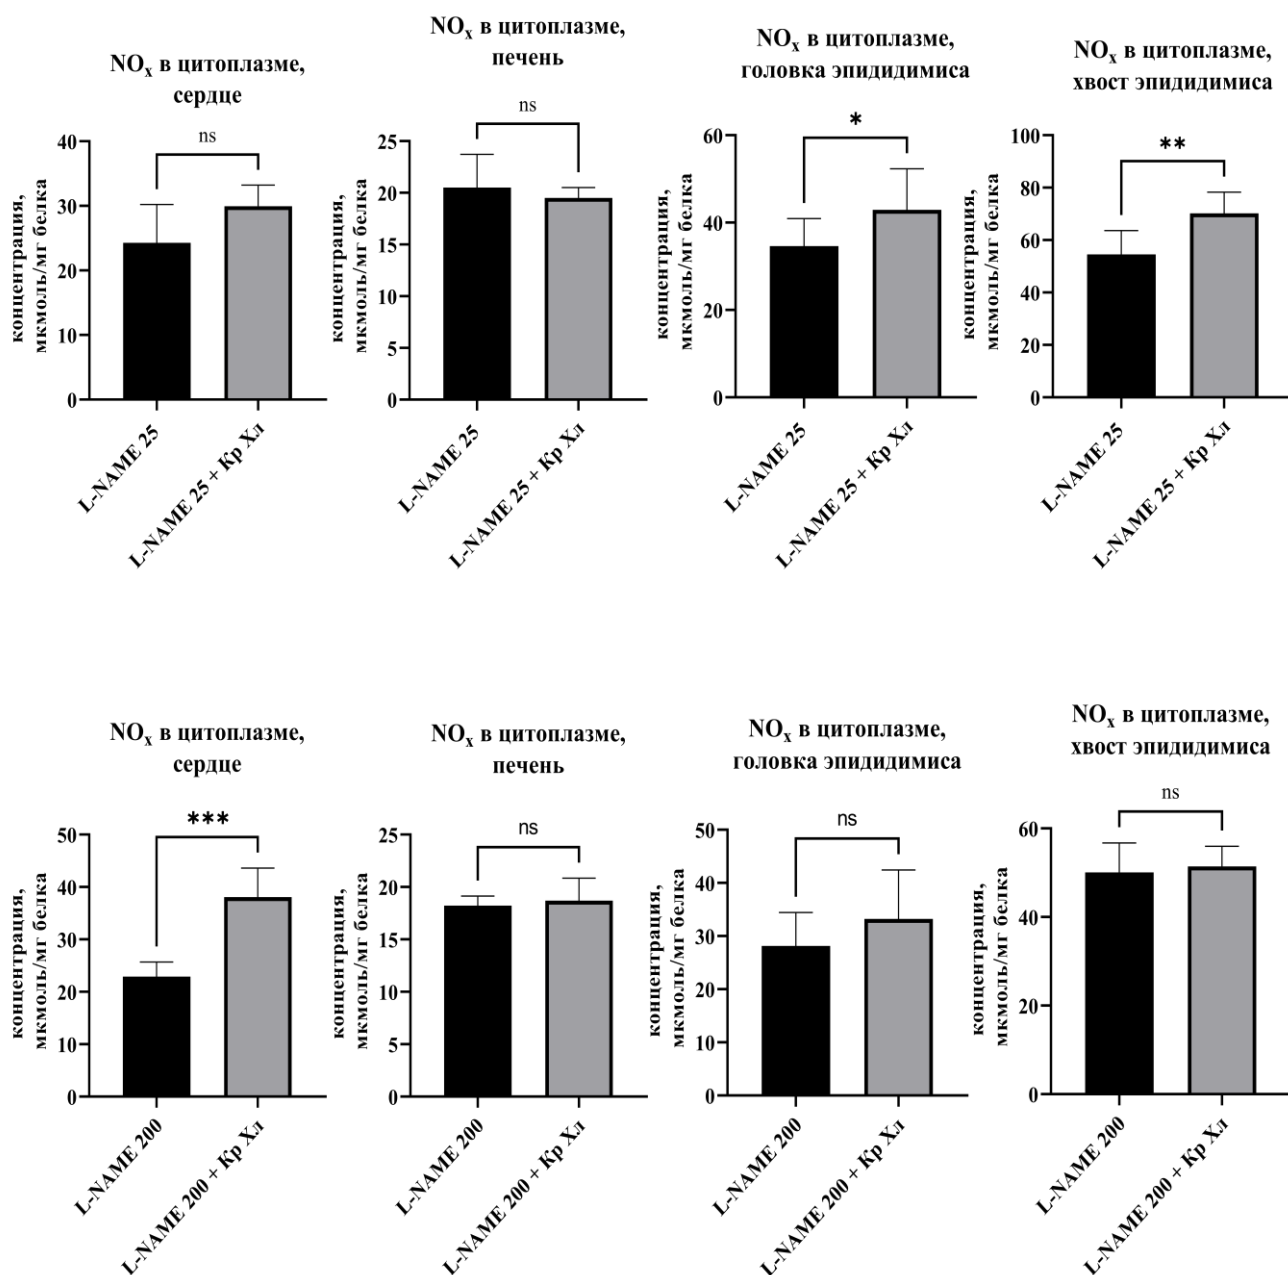 NOx в цитоплазме,
сердце
ns
концентрация,
мкмоль/мг белка
40
30
20
10
0
L-NAME 25
L-NAME 25 + Кр Хл
NOx в цитоплазме,
печень
ns
концентрация,
мкмоль/мг белка
25
20
15
10
5
0
L-NAME 25
L-NAME 25 + Кр Хл
NOx в цитоплазме,
головка эпидидимиса
*
концентрация,
мкмоль/мг белка
60
40
20
0
L-NAME 25
L-NAME 25 + Кр Хл
NOx в цитоплазме,
хвост эпидидимиса
**
концентрация,
мкмоль/мг белка
100
80
60
40
20
0
L-NAME 25
L-NAME 25 + Кр Хл
NOx в цитоплазме,
сердце
***
концентрация,
мкмоль/мг белка
50
40
30
20
10
0
L-NAME 200
L-NAME 200 + Кр Хл
NOx в цитоплазме,
печень
ns
концентрация,
мкмоль/мг белка
25
20
15
10
5
0
L-NAME 200
L-NAME 200 + Кр Хл
NOx в цитоплазме,
головка эпидидимиса
ns
концентрация,
мкмоль/мг белка
50
40
30
20
10
0
L-NAME 200
L-NAME 200 + Кр Хл
NOx в цитоплазме,
хвост эпидидимиса
ns
концентрация,
мкмоль/мг белка
60
40
20
0
L-NAME 200
L-NAME 200 + Кр Хл